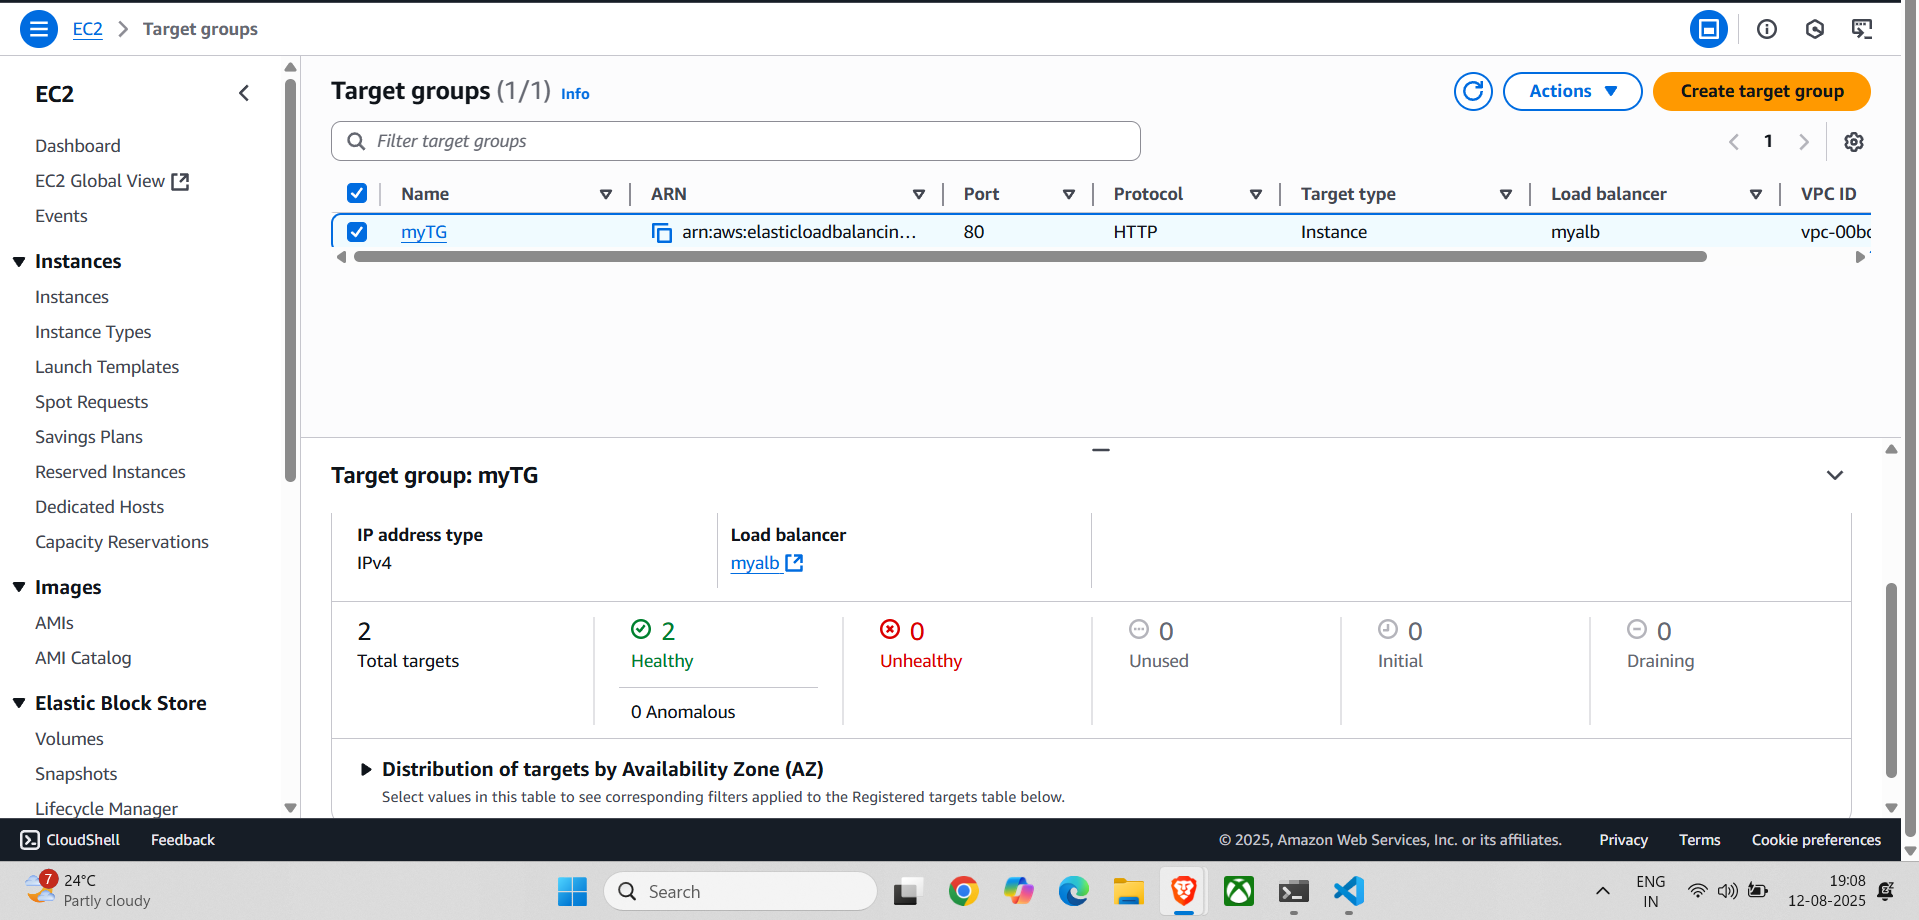 EC2 Target groups
EC2
Dashboard
EC2 Global View
Events
Instances
Instances
Instance Types
Launch Templates
Spot Requests
Savings Plans
Reserved Instances
Dedicated Hosts
Capacity Reservations
Images
AMIs
AMI Catalog
Elastic Block Store
Volumes
Snapshots
Lifecycle Manager
Target groups (1/1) Info
Actions
Create target group
Filter target groups
1
Name ARN Port Protocol Target type Load balancer VPC ID
myTG arn:aws:elasticloadbalancin... 80 HTTP Instance myalb vpc-00bc
Target group: myTG
IP address type
IPv4
Load balancer
myalb
2
Total targets
2
Healthy
0 Anomalous
0
Unhealthy
0
Unused
0
Initial
0
Draining
Distribution of targets by Availability Zone (AZ)
Select values in this table to see corresponding filters applied to the Registered targets table below.
CloudShell Feedback © 2025, Amazon Web Services, Inc. or its affiliates. Privacy Terms Cookie preferences
7
24°C
Partly cloudy
Search
ENG
IN
19:08
12-08-2025